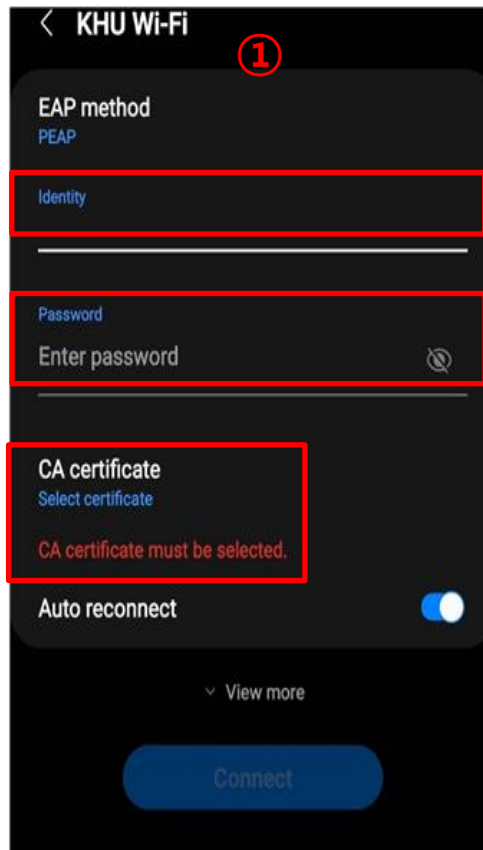 KHU Wi-Fi
①
EAP method
PEAP
Identity
Password
Enter password
CA certificate
Select certificate
CA certificate must be selected.
Auto reconnect
View more
Connect